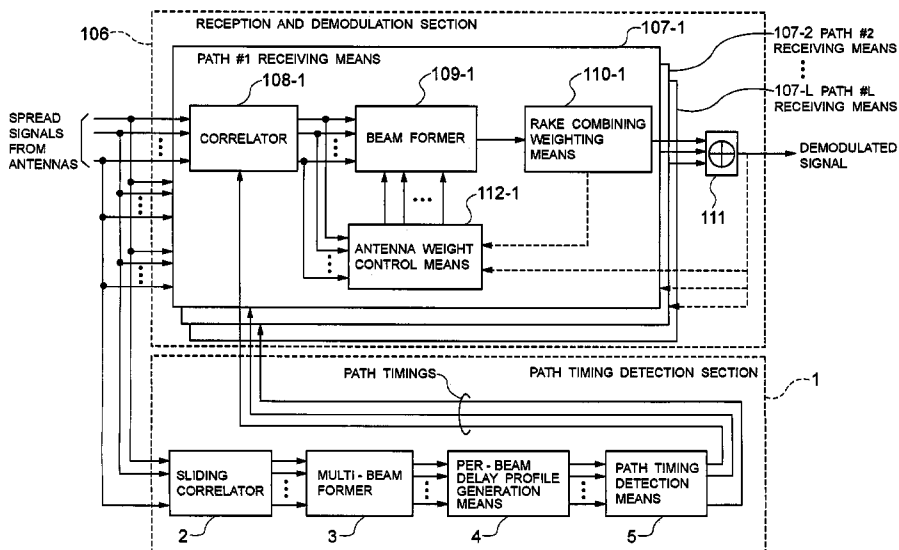 RECEPTION AND DEMODULATION SECTION
106
107-1
107-2 PATH #2
RECEIVING MEANS
107-L PATH #L
RECEIVING MEANS
PATH #1 RECEIVING MEANS
108-1
109-1
110-1
SPREAD
SIGNALS
FROM
ANTENNAS
CORRELATOR
BEAM FORMER
RAKE COMBINING
WEIGHTING
MEANS
DEMODULATED
SIGNAL
111
112-1
ANTENNA WEIGHT
CONTROL MEANS
PATH TIMINGS
PATH TIMING DETECTION SECTION
1
SLIDING
CORRELATOR
MULTI-BEAM
FORMER
PER-BEAM
DELAY PROFILE
GENERATION
MEANS
PATH TIMING
DETECTION
MEANS
2
3
4
5